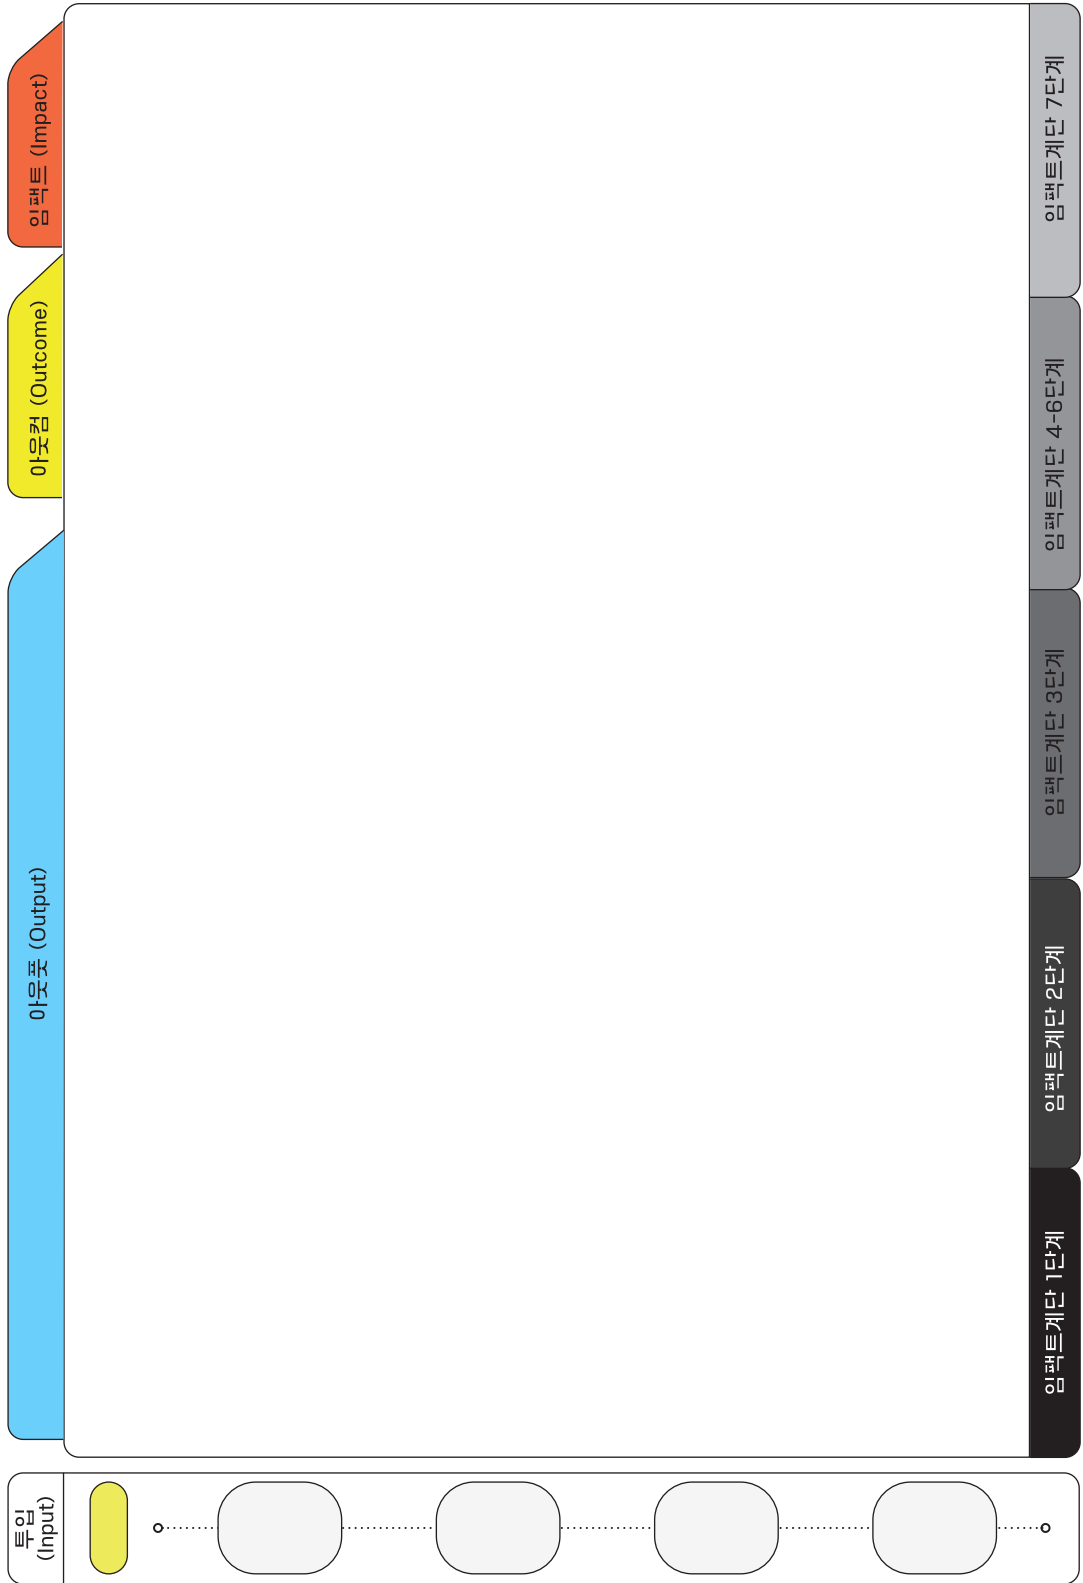 임팩트 (Impact)
아웃컴 (Outcome)
아웃풋 (Output)
투입
(Input)
임팩트계단 7단계
임팩트계단 4-6단계
임팩트계단 3단계
임팩트계단 2단계
임팩트계단 1단계